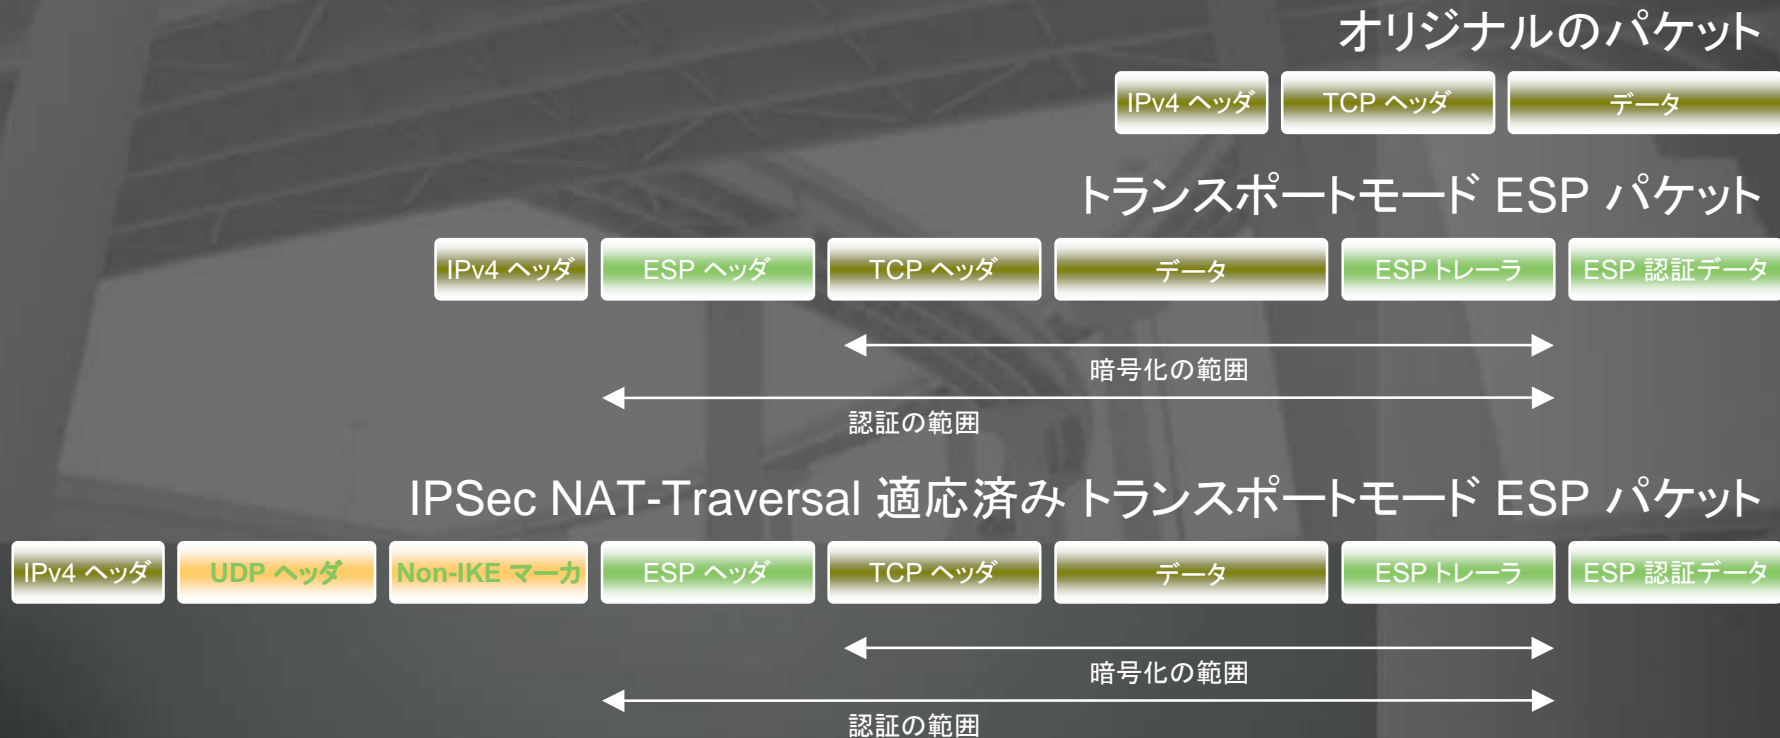 オリジナルのパケット
IPv4 ヘッダ TCP ヘッダ データ
トランスポートモード ESP パケット
IPv4 ヘッダ ESP ヘッダ TCP ヘッダ データ ESP トレーラ ESP 認証データ
暗号化の範囲
認証の範囲
IPSec NAT-Traversal 適応済み トランスポートモード ESP パケット
IPv4 ヘッダ UDP ヘッダ Non-IKE マーカ ESP ヘッダ TCP ヘッダ データ ESP トレーラ ESP 認証データ
暗号化の範囲
認証の範囲